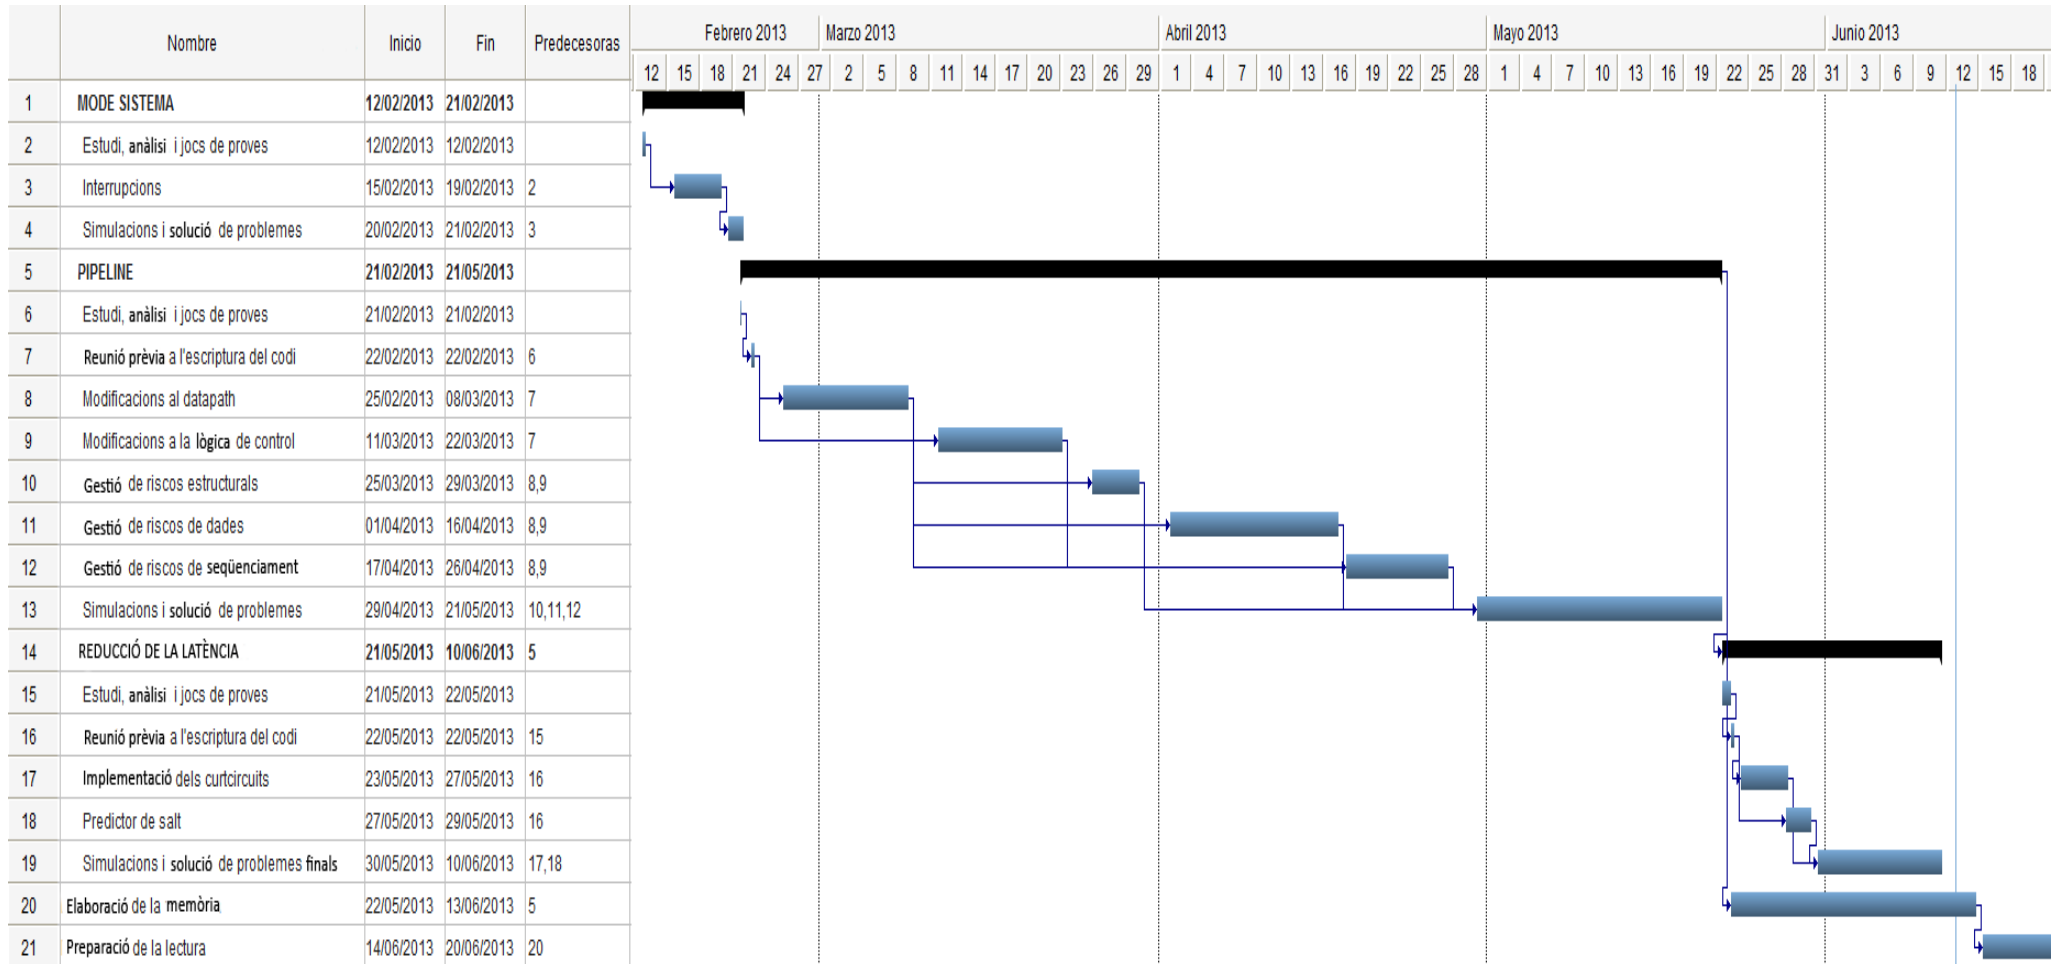 Nombre Inicio Fin Predecesoras
Febrero 2013 Marzo 2013 Abril 2013 Mayo 2013 Junio 2013
12 15 18 21 24 27 2 5 8 11 14 17 20 23 26 29 1 4 7 10 13 16 19 22 25 28 1 4 7 10 13 16 19 22 25 28 31 3 6 9 12 15 18
1 MODE SISTEMA 12/02/2013 21/02/2013
2 Estudi, anàlisi i jocs de proves 12/02/2013 12/02/2013
3 Interrupcions 15/02/2013 19/02/2013 2
4 Simulacions i solució de problemes 20/02/2013 21/02/2013 3
5 PIPELINE 21/02/2013 21/05/2013
6 Estudi, anàlisi i jocs de proves 21/02/2013 21/02/2013
7 Reunió prèvia a l'escriptura del codi 22/02/2013 22/02/2013 6
8 Modificacions al datapath 25/02/2013 08/03/2013 7
9 Modificacions a la lògica de control 11/03/2013 22/03/2013 7
10 Gestió de riscos estructurals 25/03/2013 29/03/2013 8,9
11 Gestió de riscos de dades 01/04/2013 16/04/2013 8,9
12 Gestió de riscos de seqüenciament 17/04/2013 26/04/2013 8,9
13 Simulacions i solució de problemes 29/04/2013 21/05/2013 10,11,12
14 REDUCCIÓ DE LA LATÈNCIA 21/05/2013 10/06/2013 5
15 Estudi, anàlisi i jocs de proves 21/05/2013 22/05/2013
16 Reunió prèvia a l'escriptura del codi 22/05/2013 22/05/2013 15
17 Implementació dels curtcircuits 23/05/2013 27/05/2013 16
18 Predictor de salt 27/05/2013 29/05/2013 16
19 Simulacions i solució de problemes finals 30/05/2013 10/06/2013 17,18
20 Elaboració de la memòria 22/05/2013 13/06/2013 5
21 Preparació de la lectura 14/06/2013 20/06/2013 20